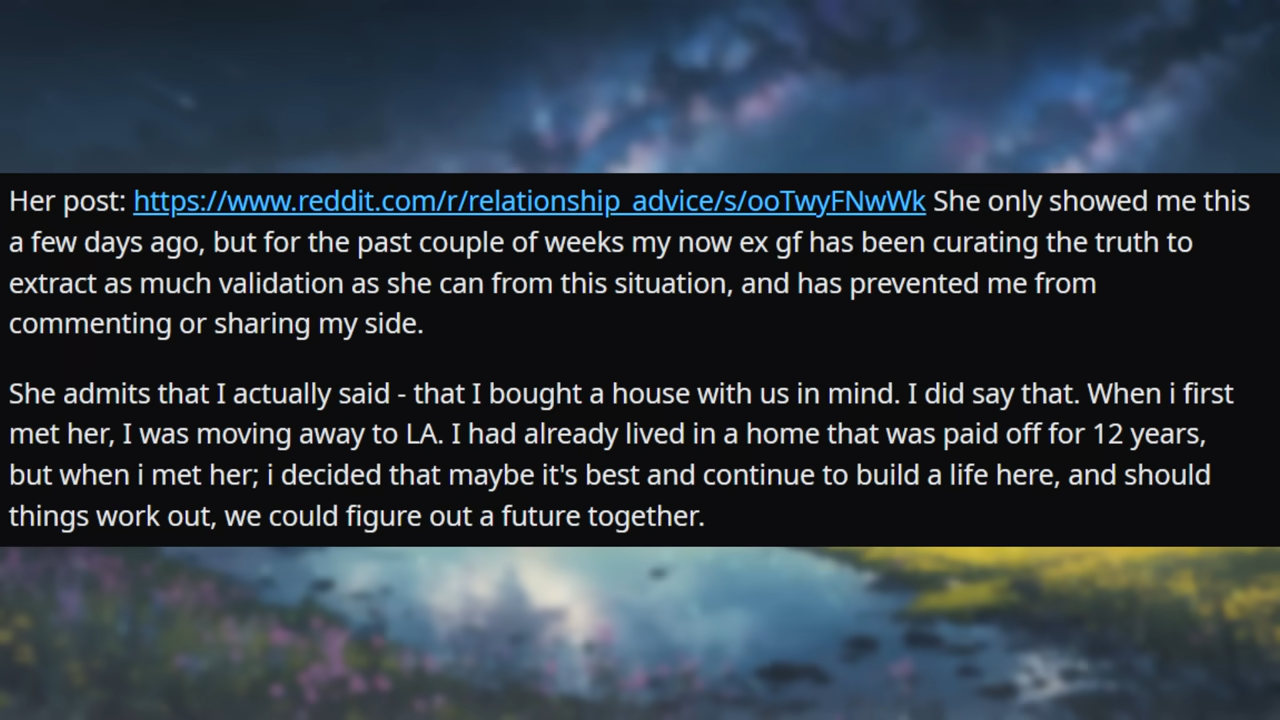 Her post: https://www.reddit.com/r/relationship_advice/s/ooTwyFNwWk She only showed me this
a few days ago, but for the past couple of weeks my now ex gf has been curating the truth to
extract as much validation as she can from this situation, and has prevented me from
commenting or sharing my side.
She admits that I actually said - that I bought a house with us in mind. I did say that. When i first
met her, I was moving away to LA. I had already lived in a home that was paid off for 12 years,
but when i met her; i decided that maybe it's best and continue to build a life here, and should
things work out, we could figure out a future together.